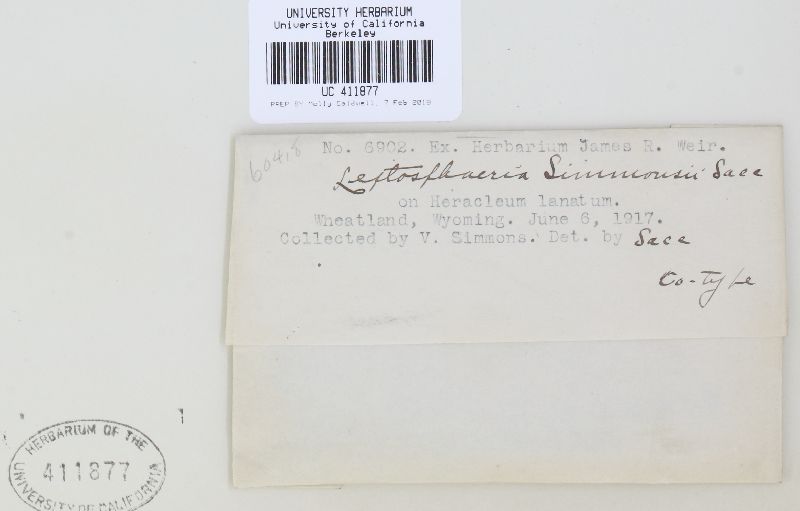 UNIVERSITY HERBARIUM
University of California
Berkeley
UC 411877
PREP BY Molly Caldwell, 7 Feb 2018
60418
No. 6902. Ex. Herbarium James R. Weir.
Leptosphaeria Simmonsii Sacc
on Heracleum lanatum.
Wheatland, Wyoming. June 6, 1917.
Collected by V. Simmons. Det. by Sacc
Co-type
HERBARIUM OF THE
411877
UNIVERSITY OF CALIFORNIA